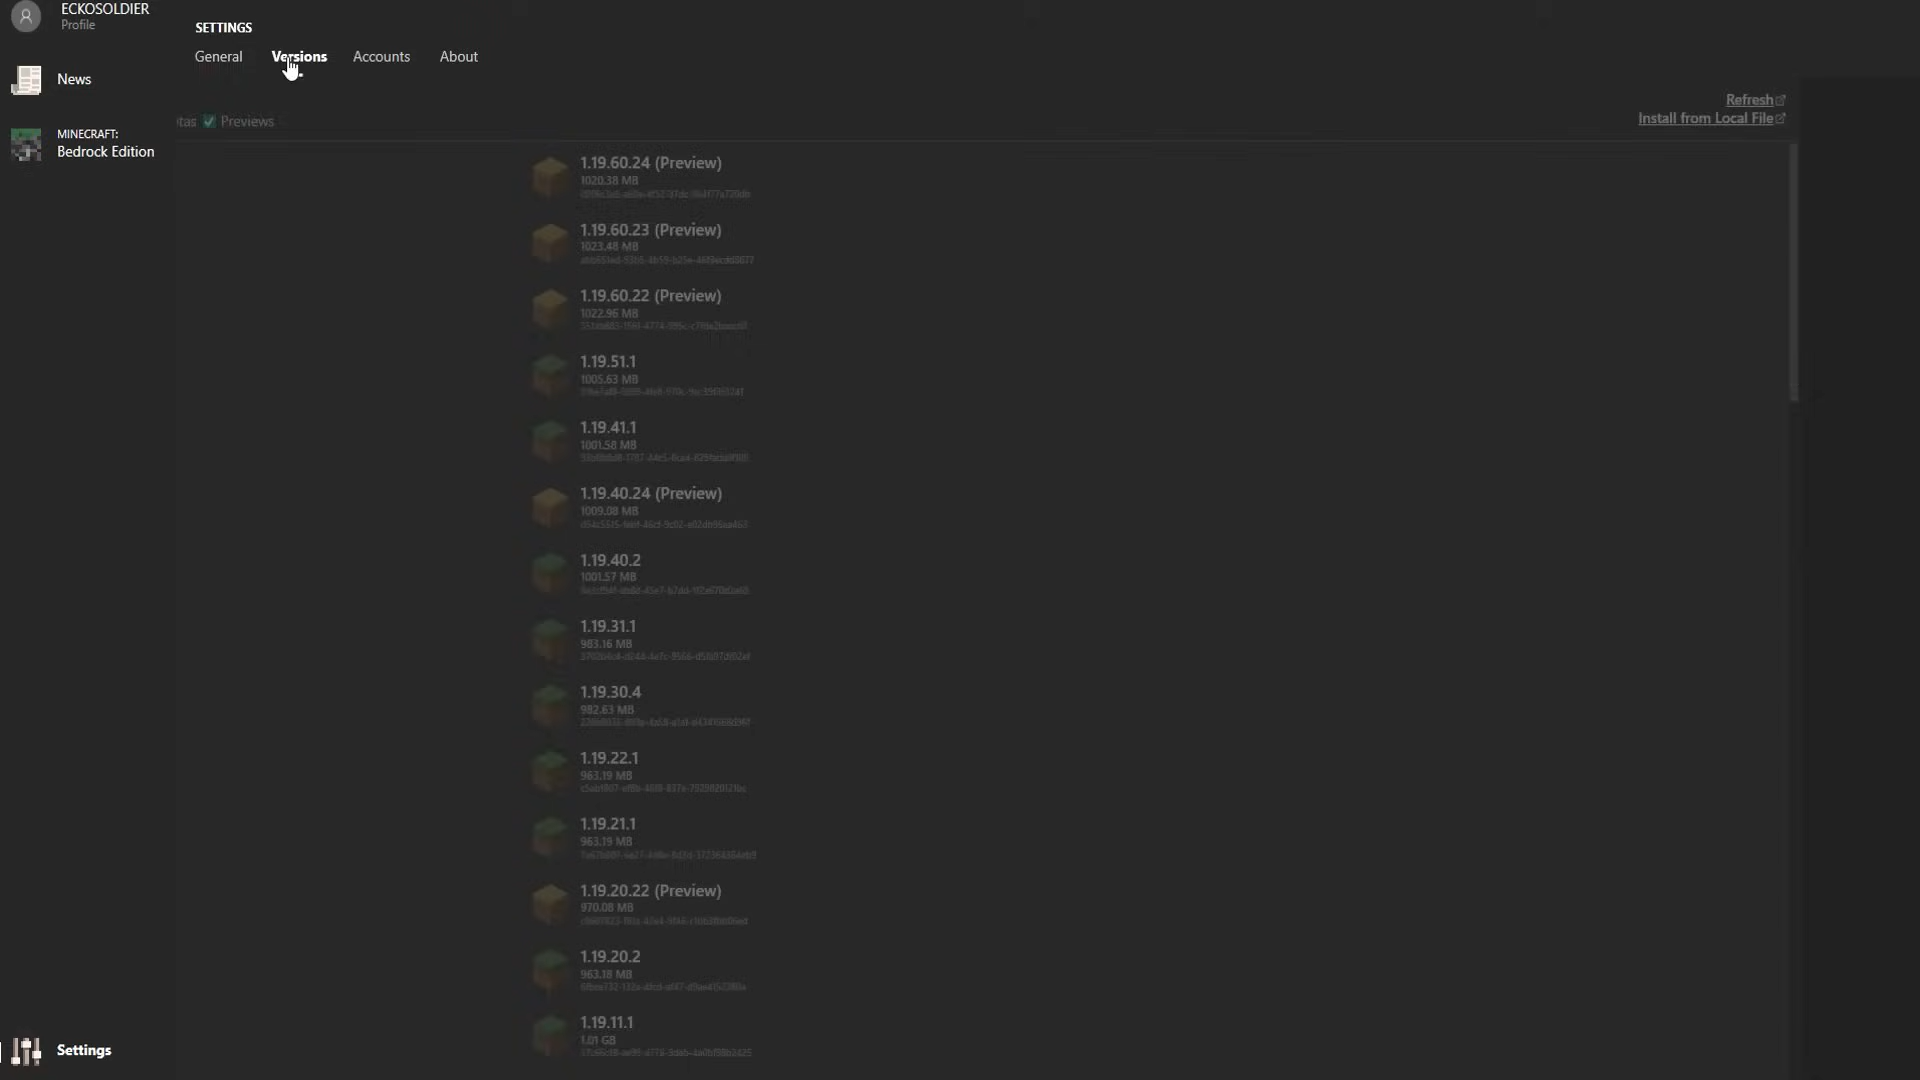 ECKOSOLDIER
Profile
News
MINECRAFT:
Bedrock Edition
Settings
SETTINGS
General Versions Accounts About
Previews
Refresh
Install from Local File
1.19.60.24 (Preview)
1020.38 MB
1.19.60.23 (Preview)
1023.48 MB
1.19.60.22 (Preview)
1022.96 MB
1.19.51.1
1005.63 MB
1.19.41.1
1001.58 MB
1.19.40.24 (Preview)
1009.08 MB
1.19.40.2
1001.57 MB
1.19.31.1
983.16 MB
1.19.30.4
982.63 MB
1.19.22.1
963.19 MB
1.19.21.1
963.19 MB
1.19.20.22 (Preview)
970.08 MB
1.19.20.2
963.18 MB
1.19.11.1
1.01 GB